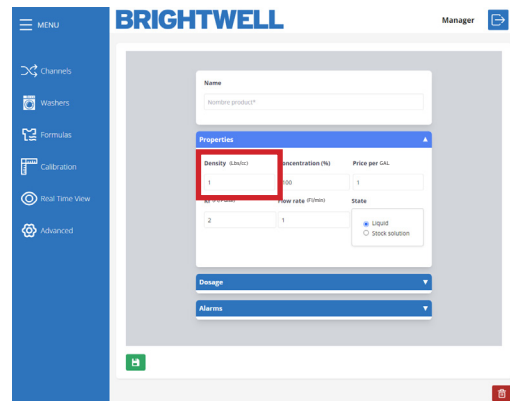 MENU
BRIGHTWELL
Manager
Channels
Washers
Formulas
Calibration
Real Time View
Advanced
Name
Nombre product*
Properties
Density (Lbs/cc)
Concentration (%)
Price per GAL
1
100
1
Flow rate (Fl/min)
State
2
1
Liquid
Stock solution
Dosage
Alarms